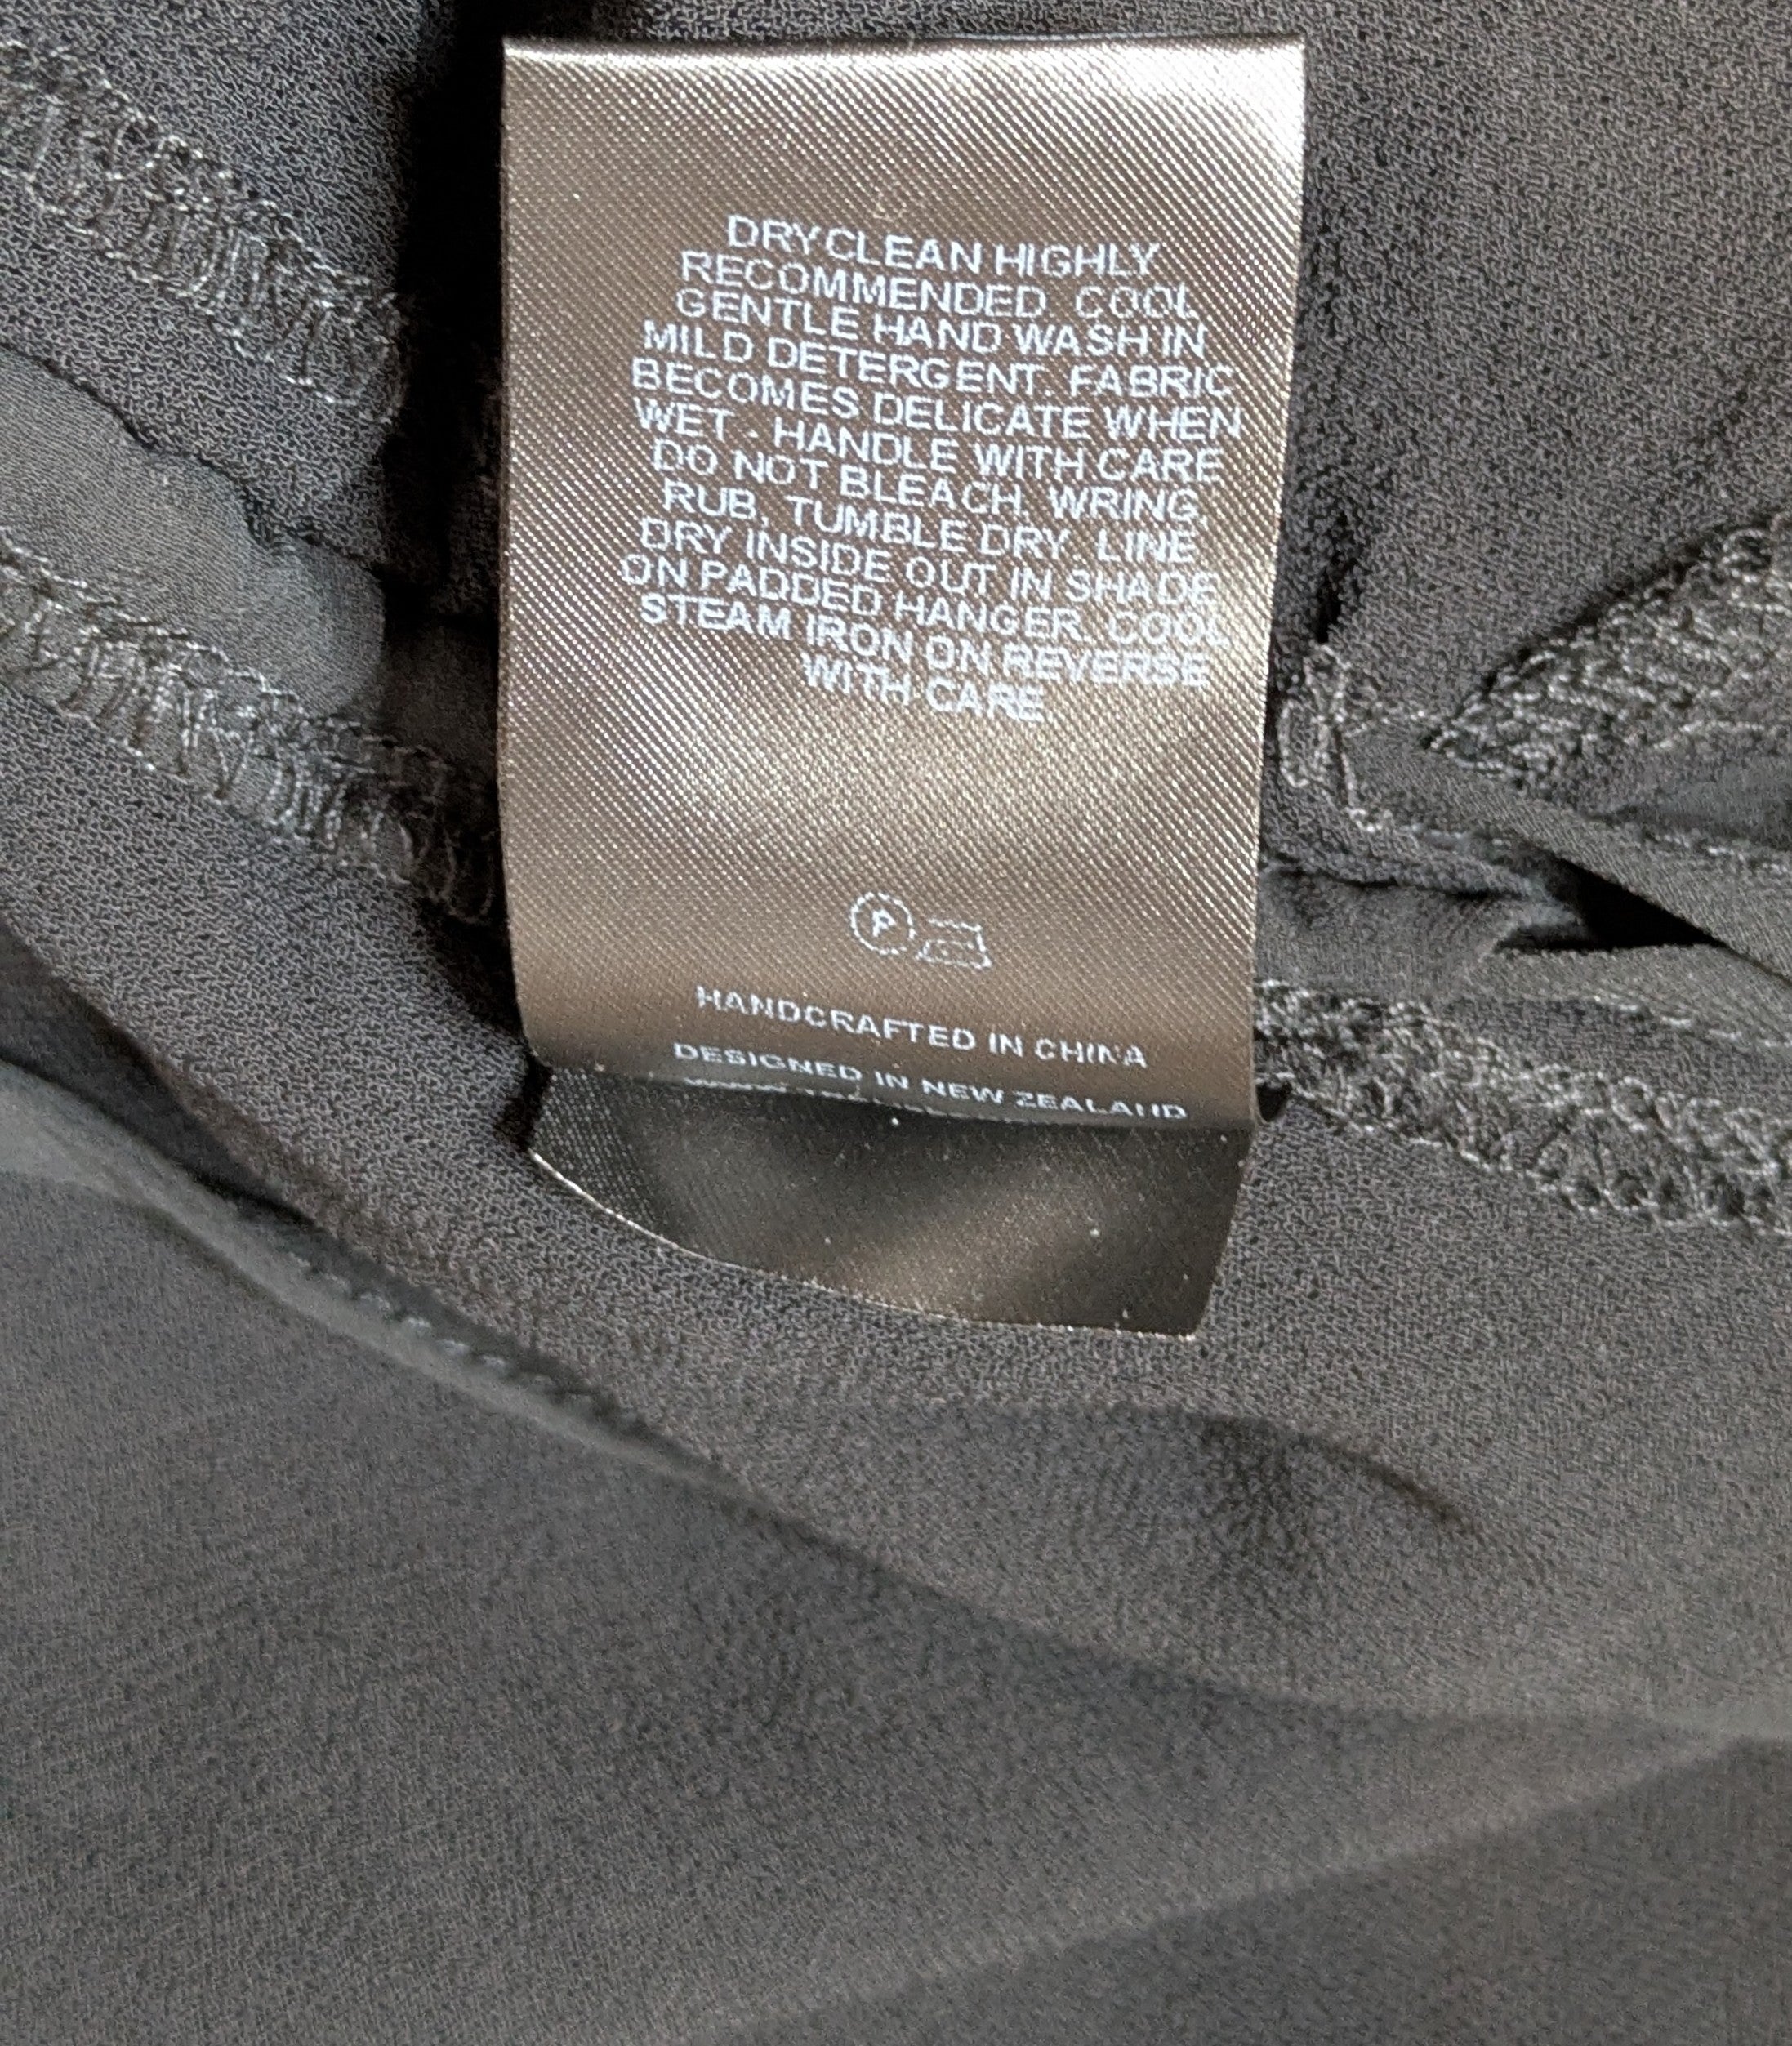 DRYCLEAN HIGHLY
RECOMMENDED. COOL
GENTLE HAND WASH IN
MILD DETERGENT. FABRIC
BECOMES DELICATE WHEN
WET - HANDLE WITH CARE
DO NOT BLEACH, WRING,
RUB, TUMBLE DRY. LINE
DRY INSIDE OUT IN SHADE
ON PADDED HANGER. COOL
STEAM IRON ON REVERSE
WITH CARE.
P
HANDCRAFTED IN CHINA
DESIGNED IN NEW ZEALAND